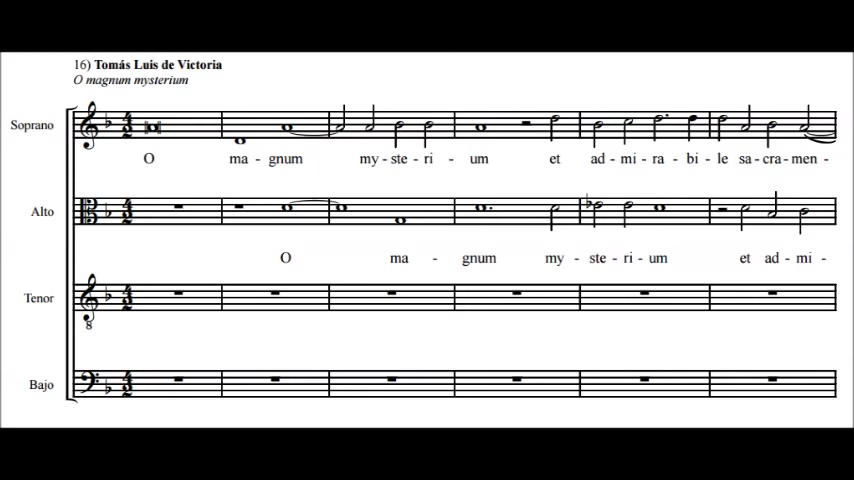 16) Tomás Luis de Victoria
O magnum mysterium
Soprano
O ma - gnum my - ste - ri - um et ad - mi - ra - bi - le sa - cra - men -
Alto
O ma - gnum my - ste - ri - um et ad - mi -
Tenor
8
Bajo